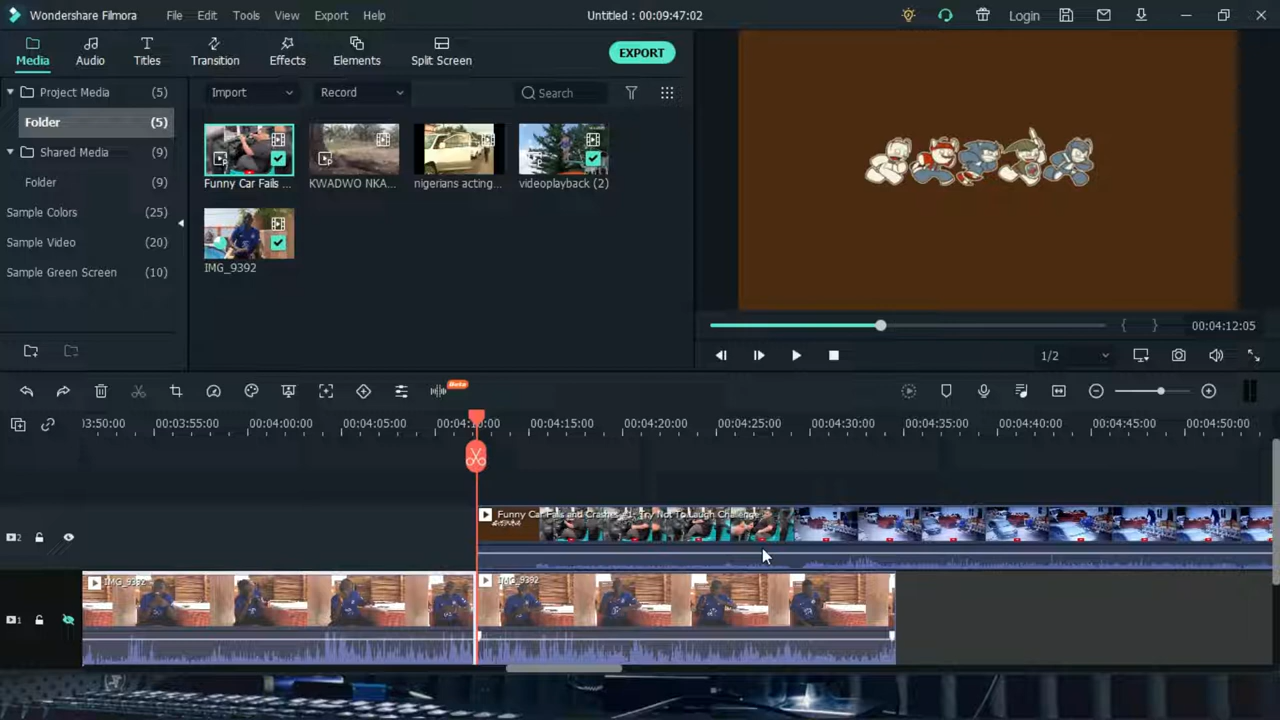 Wondershare Filmora
File
Edit
Tools
View
Export
Help
Untitled : 00:09:47:02
Login
Media
Audio
Titles
Transition
Effects
Elements
Split Screen
EXPORT
Project Media (5)
Folder (5)
Shared Media (9)
Folder (9)
Sample Colors (25)
Sample Video (20)
Sample Green Screen (10)
Import
Record
Search
Funny Car Fails ...
KWADWO NKA...
nigerians acting...
videoplayback (2)
IMG_9392
00:04:12:05
1/2
Beta
:03:50:00
00:03:55:00
00:04:00:00
00:04:05:00
00:04:10:00
00:04:15:00
00:04:20:00
00:04:25:00
00:04:30:00
00:04:35:00
00:04:40:00
00:04:45:00
00:04:50:00
Funny Car Fails and Crashes #1- Try Not To Laugh Challenge
2
IMG_9392
IMG_9392
1